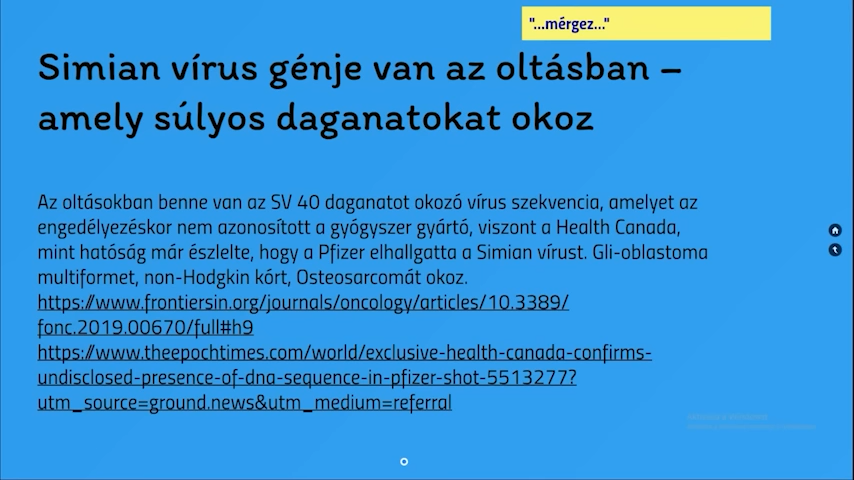 "...mérgez..."
Simian vírus génje van az oltásban –
amely súlyos daganatokat okoz
Az oltásokban benne van az SV 40 daganatot okozó vírus szekvencia, amelyet az
engedélyezéskor nem azonosított a gyógyszer gyártó, viszont a Health Canada,
mint hatóság már észlelte, hogy a Pfizer elhallgatta a Simian vírust. Gli-oblastoma
multiformet, non-Hodgkin kórt, Osteosarcomát okoz.
https://www.frontiersin.org/journals/oncology/articles/10.3389/
fonc.2019.00670/full#h9
https://www.theepochtimes.com/world/exclusive-health-canada-confirms-
undisclosed-presence-of-dna-sequence-in-pfizer-shot-5513277?
utm_source=ground.news&utm_medium=referral